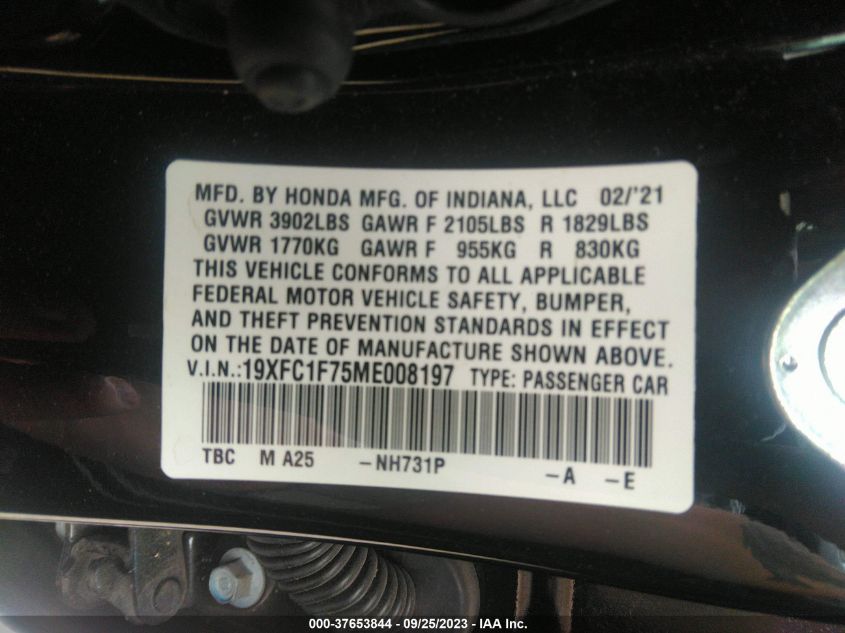 MFD. BY HONDA MFG. OF INDIANA, LLC 02/'21
GVWR 3902LBS GAWR F 2105LBS R 1829LBS
GVWR 1770KG GAWR F 955KG R 830KG
THIS VEHICLE CONFORMS TO ALL APPLICABLE
FEDERAL MOTOR VEHICLE SAFETY, BUMPER,
AND THEFT PREVENTION STANDARDS IN EFFECT
ON THE DATE OF MANUFACTURE SHOWN ABOVE.
V.I.N.:19XFC1F75ME008197 TYPE: PASSENGER CAR
TBC M A25 -NH731P -A -E
000-37653844 / 09/25/2023 - IAA Inc.